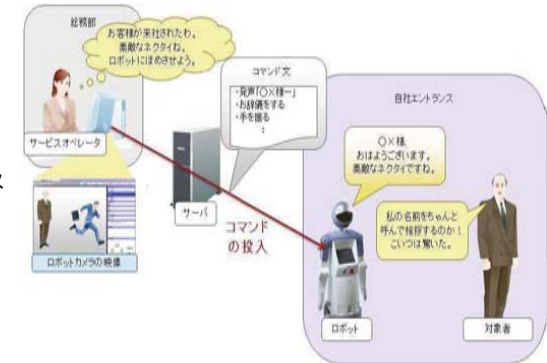 総務部
お客様が来社されたわ。
素敵なネクタイね。
ロボットにほめさせよう。
サービスオペレータ
ロボットカメラの映像
サーバ
コマンド文
・発声「〇×様…」
・お辞儀をする
・手を振る
：
コマンド
の投入
自社エントランス
〇×様、
おはようございます。
素敵なネクタイですね。
私の名前をちゃんと
呼んで挨拶するのか！
こいつは驚いた。
ロボット
対象者